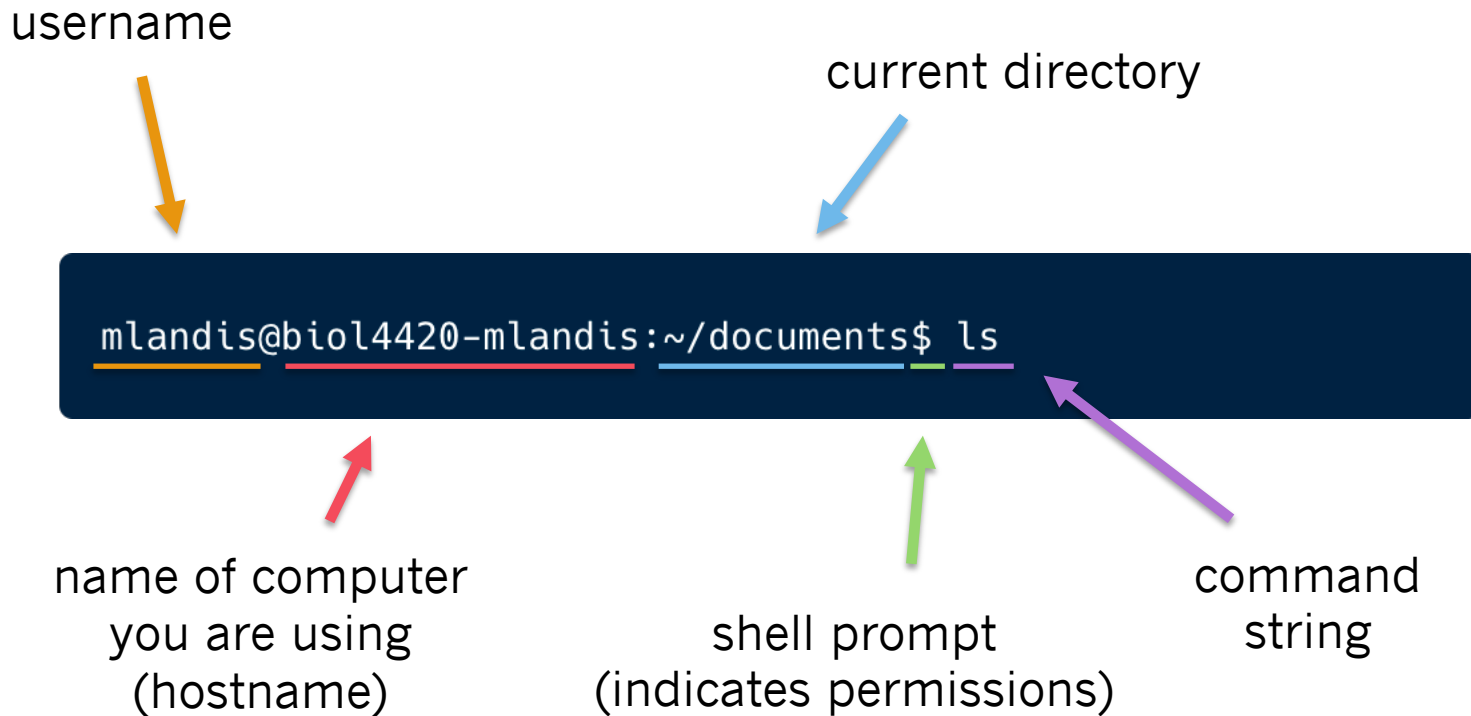 username
current directory
mlandis@biol4420-mlandis:~/documents$ ls
name of computer
you are using
(hostname)
shell prompt
(indicates permissions)
command
string